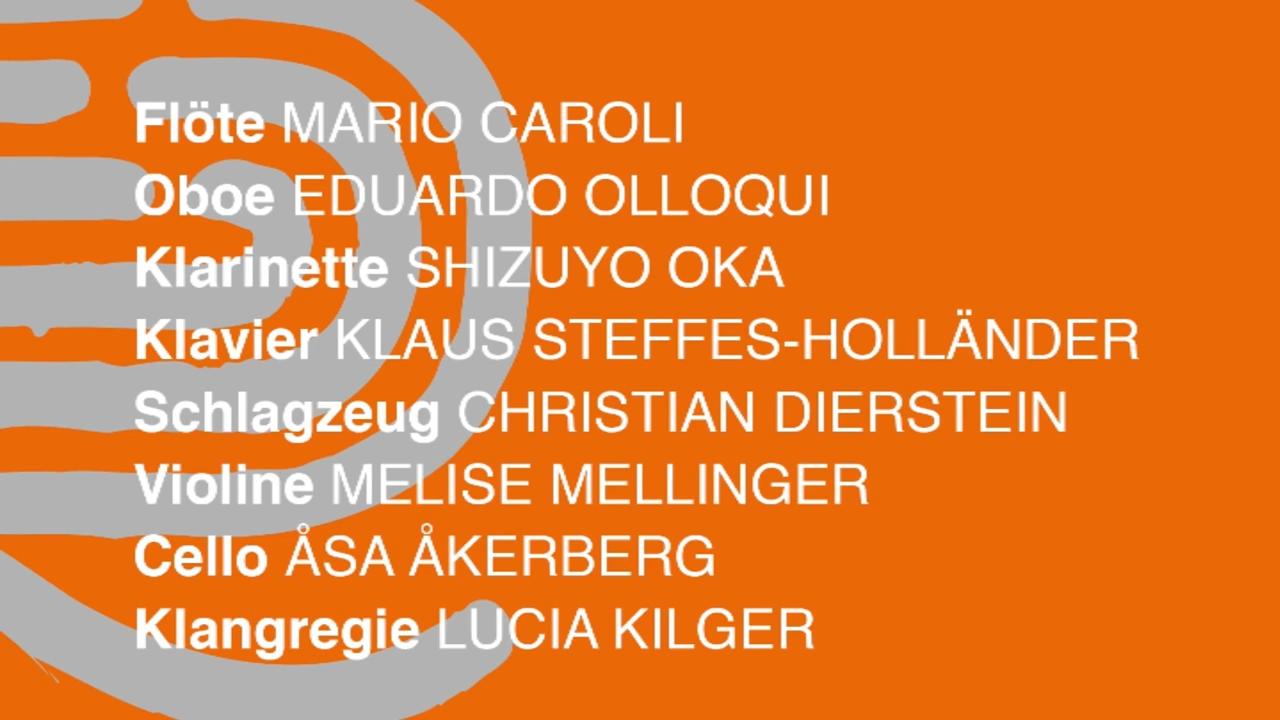 Flöte MARIO CAROLI
Oboe EDUARDO OLLOQUI
Klarinette SHIZUYO OKA
Klavier KLAUS STEFFES-HOLLÄNDER
Schlagzeug CHRISTIAN DIERSTEIN
Violine MELISE MELLINGER
Cello ÅSA ÅKERBERG
Klangregie LUCIA KILGER